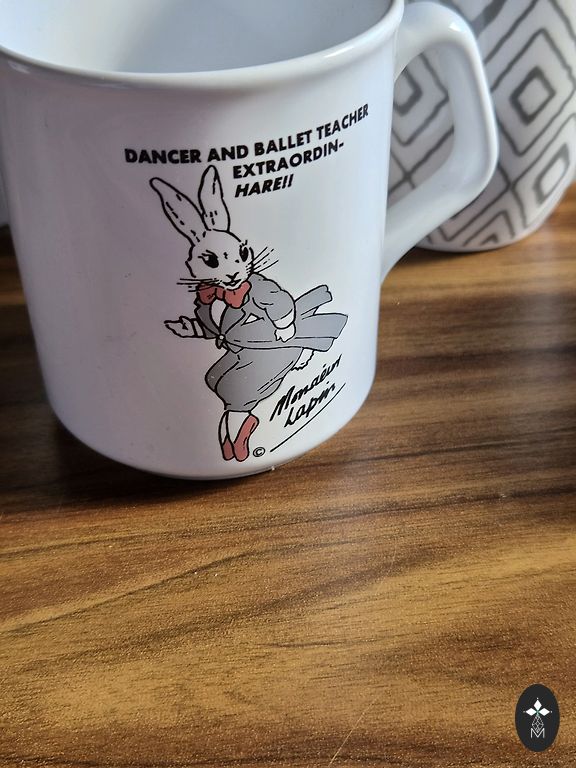 DANCER AND BALLET TEACHER
EXTRAORDIN-
HARE!!
Monsieur
Lapin
©
M